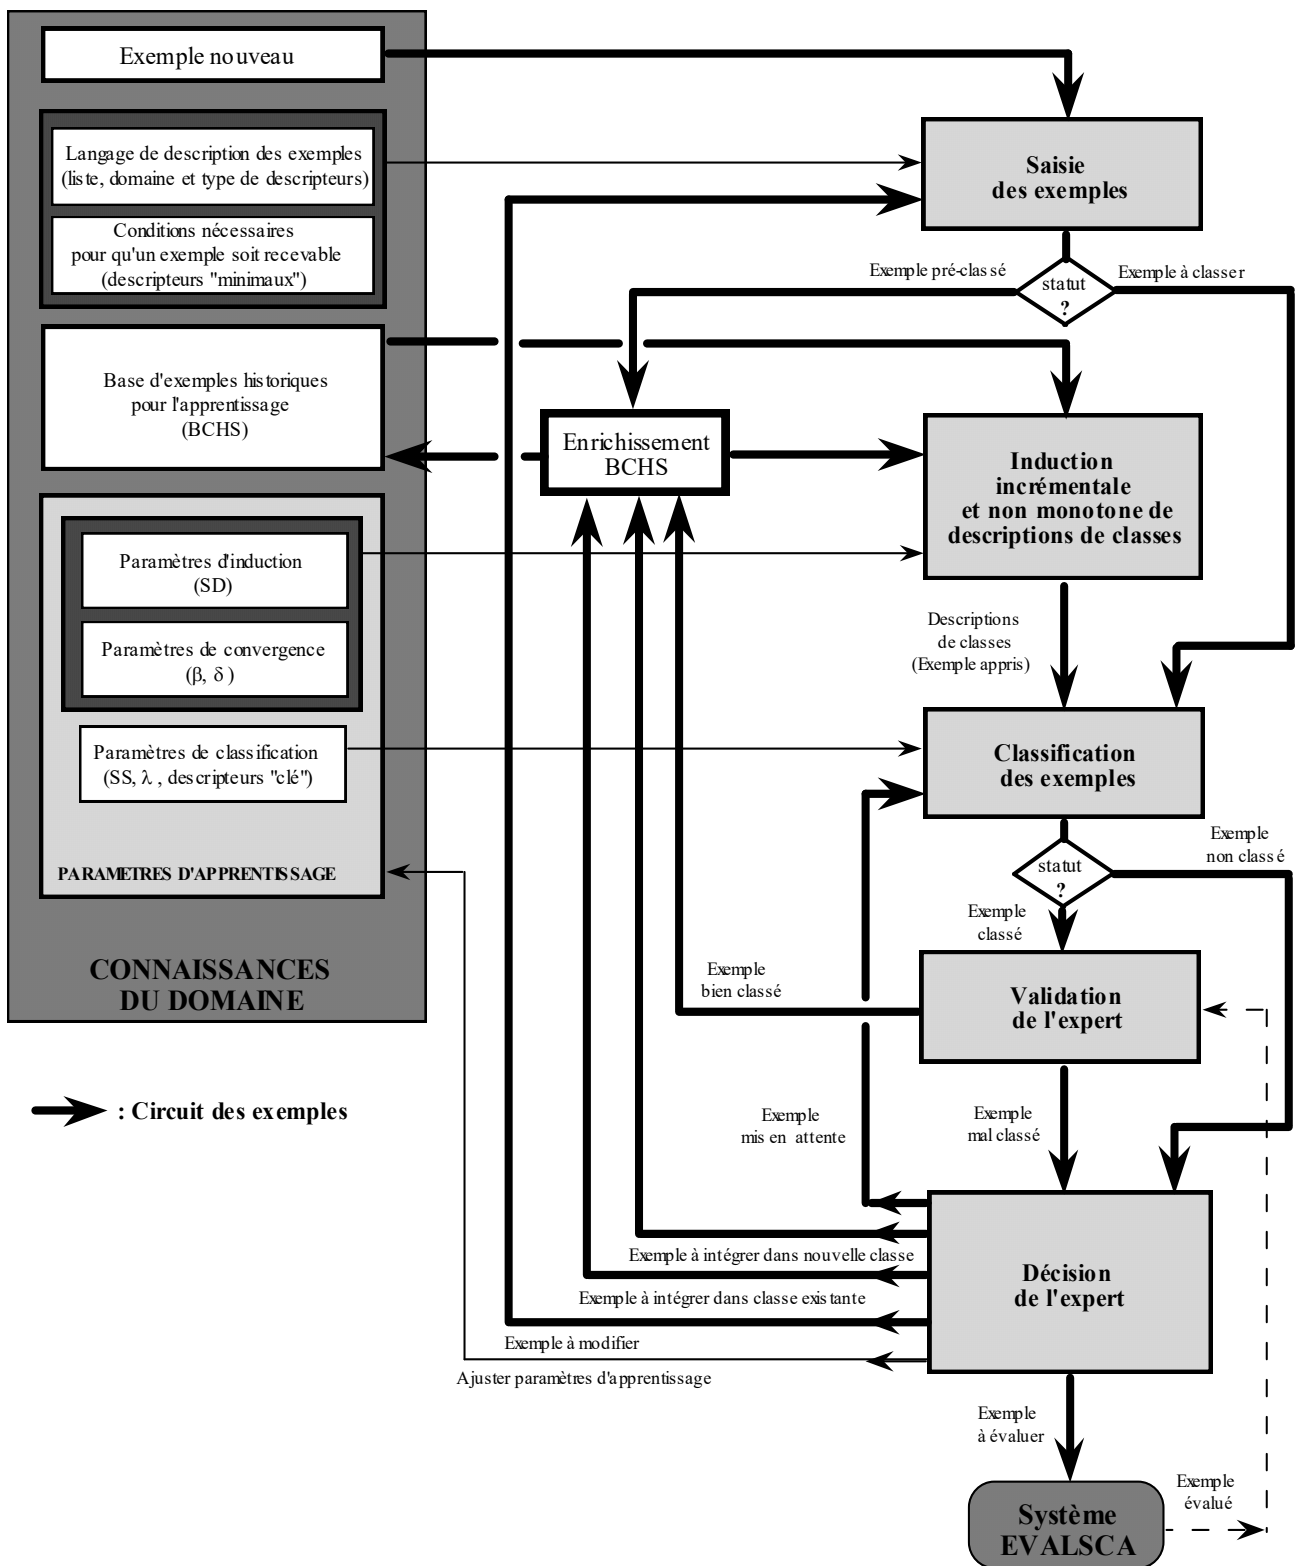 Exemple nouveau
Langage de description des exemples
(liste, domaine et type de descripteurs)
Conditions nécessaires
pour qu'un exemple soit recevable
(descripteurs "minimaux")
Base d'exemples historiques
pour l'apprentissage
(BCHS)
Paramètres d'induction
(SD)
Paramètres de convergence
(β, δ )
Paramètres de classification
(SS, λ , descripteurs "clé")
PARAMETRES D'APPRENTISSAGE
CONNAISSANCES
DU DOMAINE
: Circuit des exemples
Saisie
des exemples
Exemple pré-classé
statut
?
Exemple à classer
Enrichissement
BCHS
Induction
incrémentale
et non monotone de
descriptions de classes
Descriptions
de classes
(Exemple appris)
Classification
des exemples
statut
?
Exemple
non classé
Exemple
classé
Exemple
bien classé
Validation
de l'expert
Exemple
mis en attente
Exemple
mal classé
Décision
de l'expert
Exemple à intégrer dans nouvelle classe
Exemple à intégrer dans classe existante
Exemple à modifier
Ajuster paramètres d'apprentissage
Exemple
à évaluer
Système
EVALSCA
Exemple
évalué